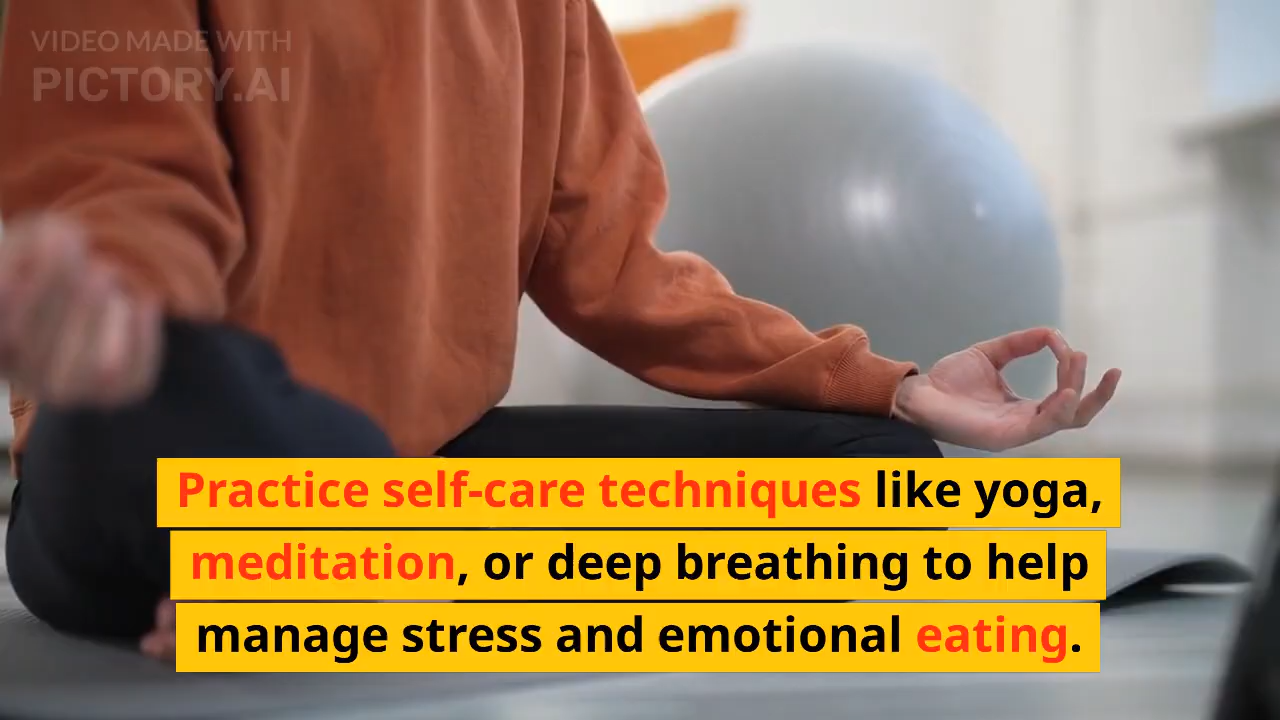 VIDEO MADE WITH
PICTORY.AI
Practice self-care techniques like yoga,
meditation, or deep breathing to help
manage stress and emotional eating.